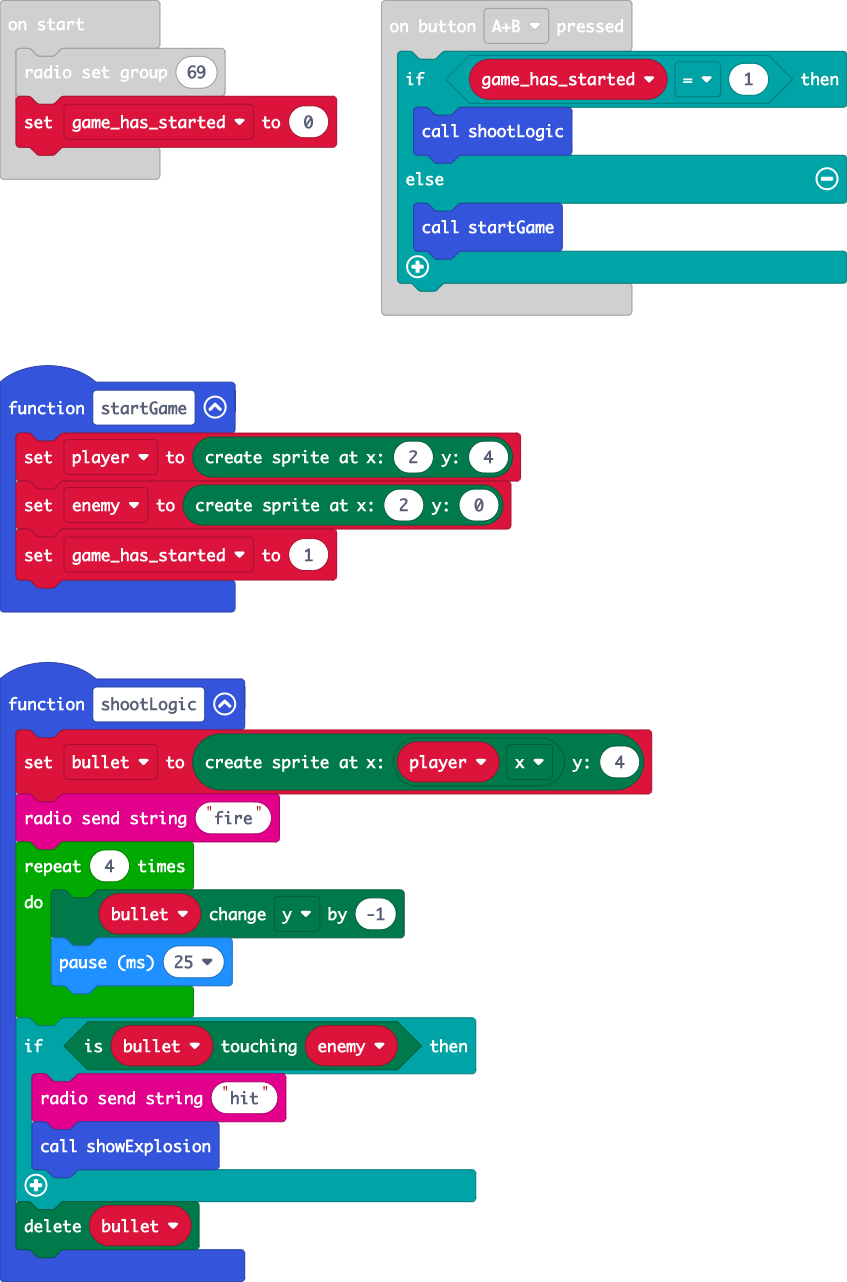 on start
radio set group 69
set game_has_started to 0
on button A+B pressed
if game_has_started = 1 then
call shootLogic
else
call startGame
function startGame
set player to create sprite at x: 2 y: 4
set enemy to create sprite at x: 2 y: 0
set game_has_started to 1
function shootLogic
set bullet to create sprite at x: player x y: 4
radio send string "fire"
repeat 4 times
do bullet change y by -1
pause (ms) 25
if is bullet touching enemy then
radio send string "hit"
call showExplosion
delete bullet